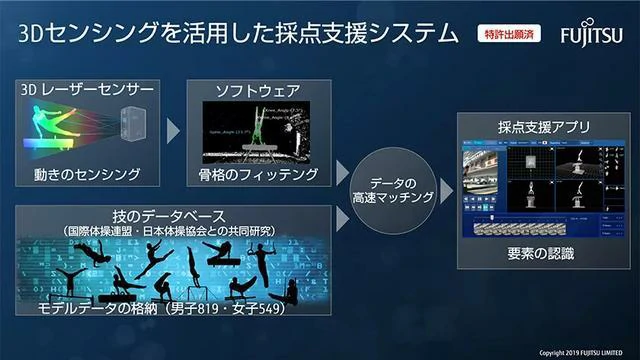 3Dセンシングを活用した採点支援システム
特許出願済
FUJITSU
3D レーザーセンサー
動きのセンシング
ソフトウェア
骨格のフィッテング
技のデータベース
（国際体操連盟・日本体操協会との共同研究）
モデルデータの格納（男子819・女子549）
データの
高速マッチング
採点支援アプリ
要素の認識
Copyright 2019 FUJITSU LIMITED